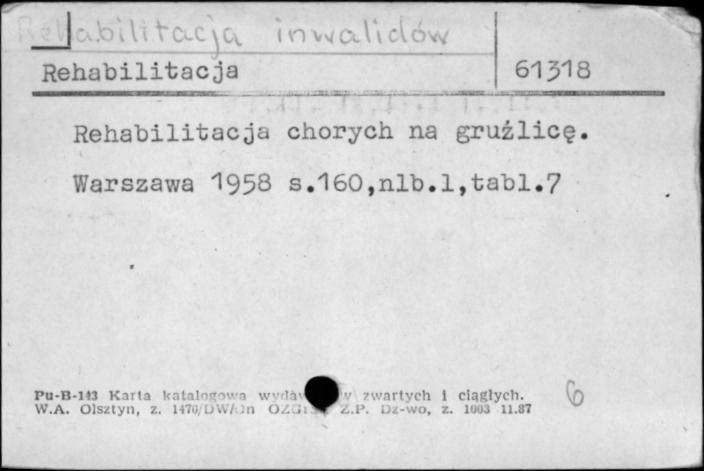 Rehabilitacja inwalidów
Rehabilitacja 61318
Rehabilitacja chorych na gruźlicę.
Warszawa 1958 s.160,nlb.1,tabl.7
Pu-B-143 Karta katalogowa zwartych i ciągłych.
W.A. Olsztyn, z. 1470/DW/On Z.P. Dz-wo, z. 1003 11.87
6